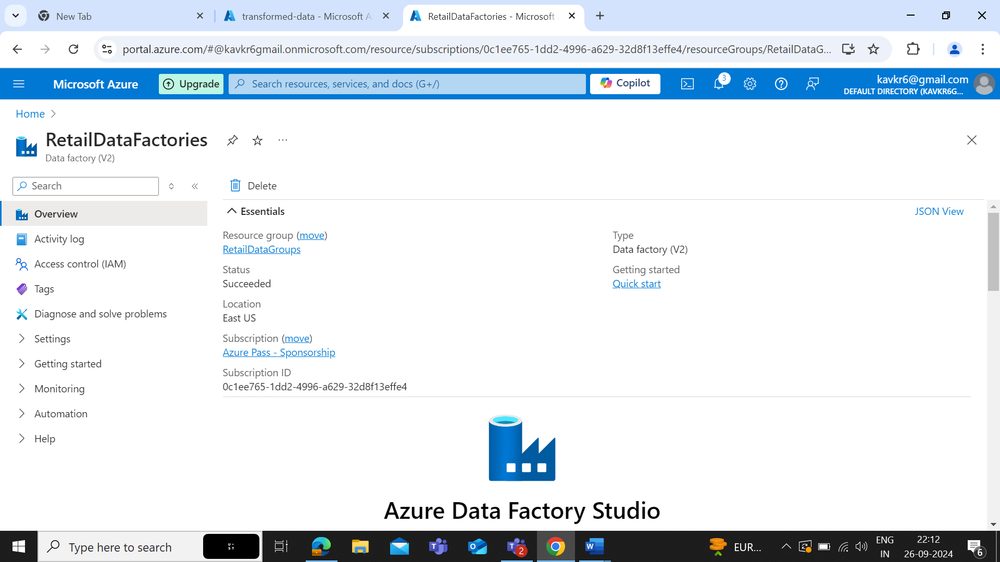 New Tab
transformed-data - Microsoft A
RetailDataFactories - Microsoft
portal.azure.com/#@kavkr6gmail.onmicrosoft.com/resource/subscriptions/0c1ee765-1dd2-4996-a629-32d8f13effe4/resourceGroups/RetailDataG...
Microsoft Azure
Upgrade
Search resources, services, and docs (G+/)
Copilot
3
kavkr6@gmail.com
DEFAULT DIRECTORY (KAVKR6G...
Home
RetailDataFactories
Data factory (V2)
Search
Delete
Overview
Activity log
Access control (IAM)
Tags
Diagnose and solve problems
Settings
Getting started
Monitoring
Automation
Help
Essentials
JSON View
Resource group (move)
RetailDataGroups
Status
Succeeded
Location
East US
Subscription (move)
Azure Pass - Sponsorship
Subscription ID
0c1ee765-1dd2-4996-a629-32d8f13effe4
Type
Data factory (V2)
Getting started
Quick start
Azure Data Factory Studio
Type here to search
2
EUR...
ENG
IN
22:12
26-09-2024
6